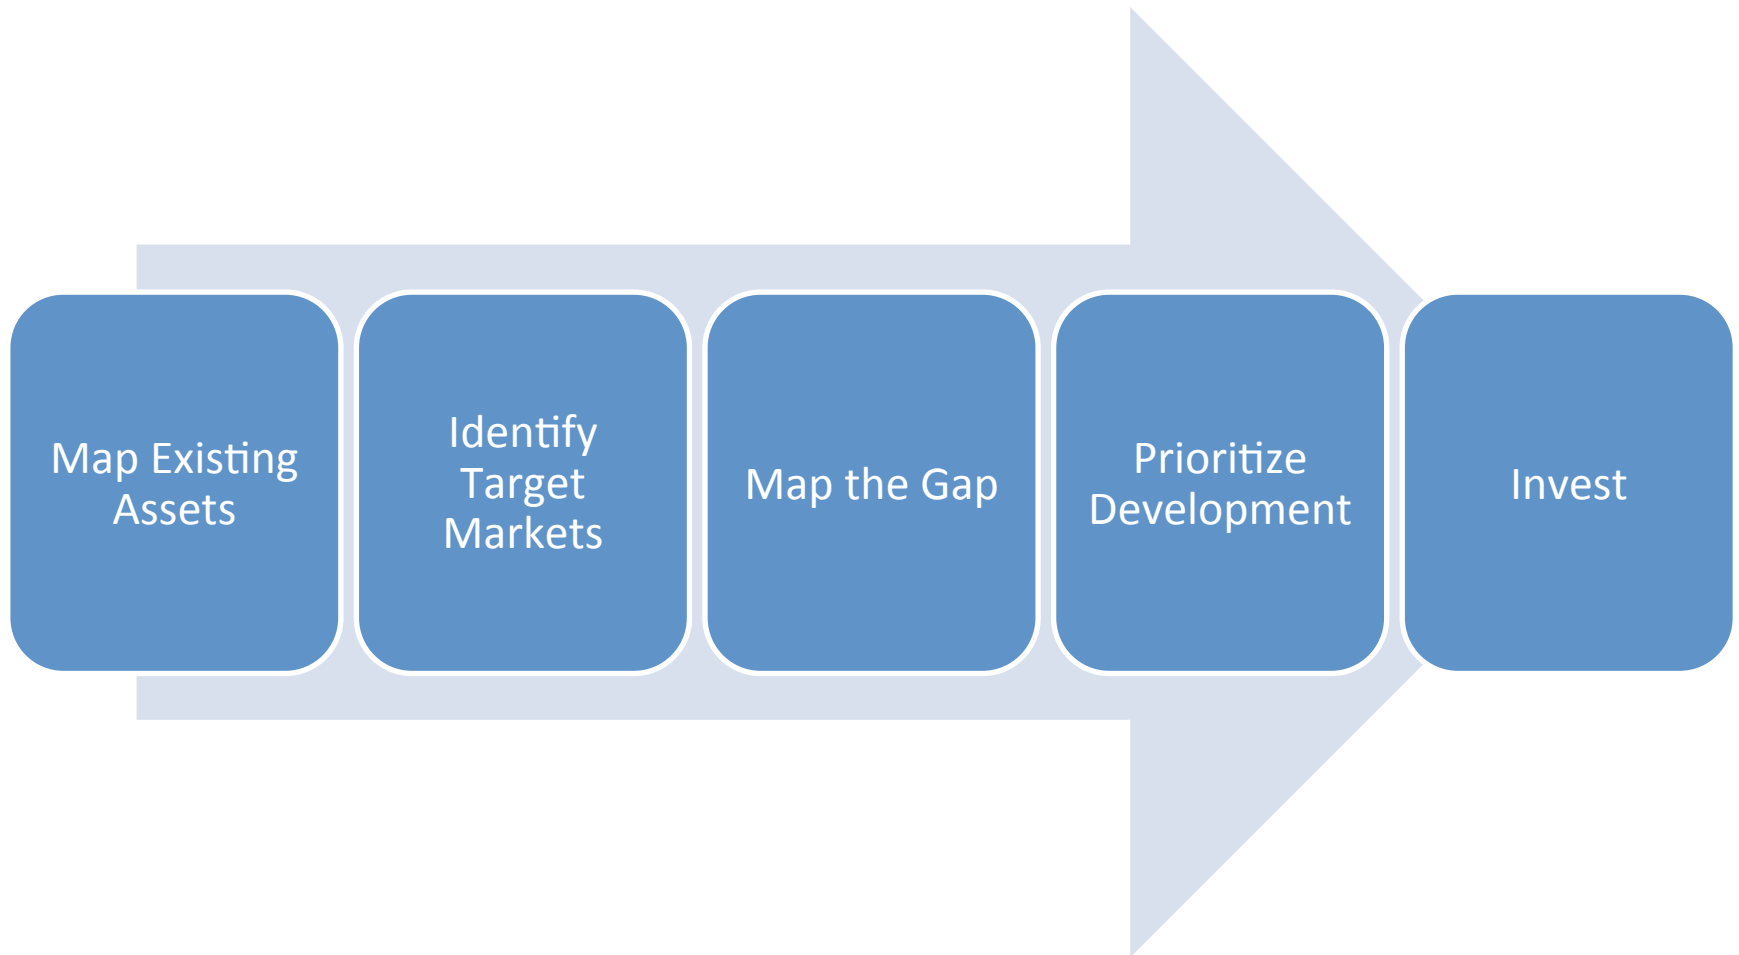 Map Existing
Assets
Identify
Target
Markets
Map the Gap
Prioritize
Development
Invest